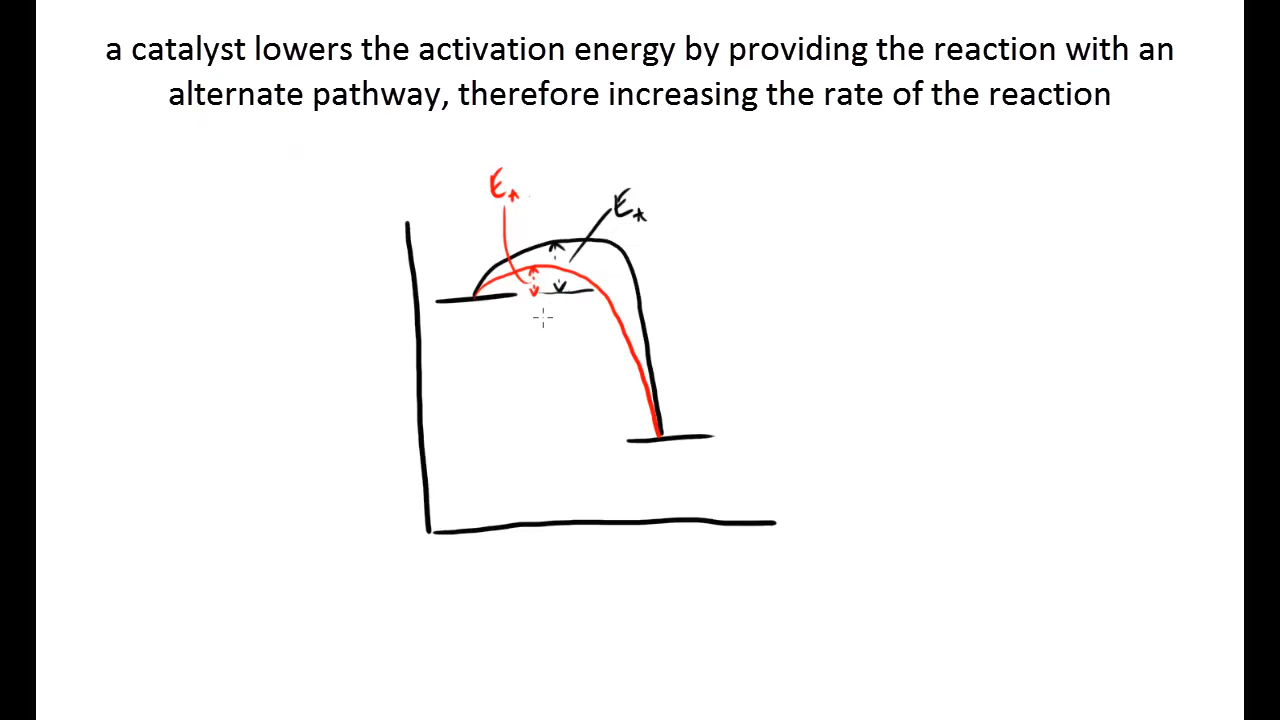 a catalyst lowers the activation energy by providing the reaction with an
alternate pathway, therefore increasing the rate of the reaction
EA
EA